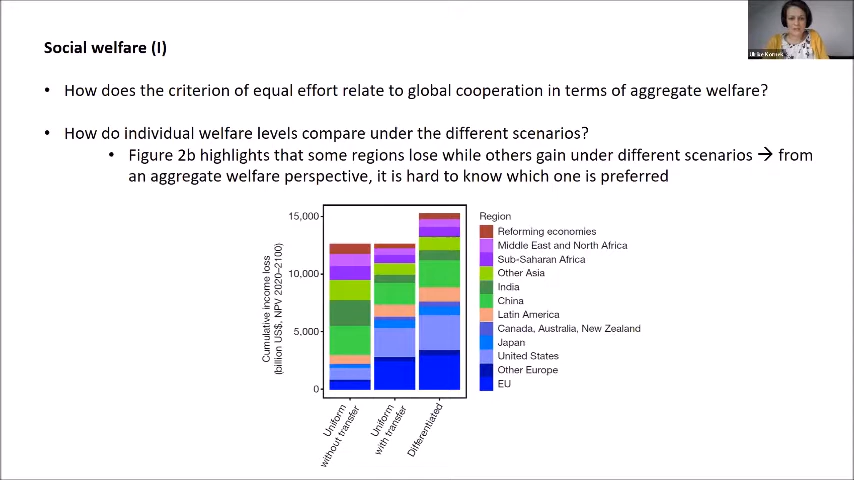 Social welfare (I)
• How does the criterion of equal effort relate to global cooperation in terms of aggregate welfare?
• How do individual welfare levels compare under the different scenarios?
• Figure 2b highlights that some regions lose while others gain under different scenarios → from
an aggregate welfare perspective, it is hard to know which one is preferred
Cumulative income loss
(billion US$, NPV 2020–2100)
15,000
10,000
5,000
0
Uniform
without transfer
Uniform
with transfer
Differentiated
Region
Reforming economies
Middle East and North Africa
Sub-Saharan Africa
Other Asia
India
China
Latin America
Canada, Australia, New Zealand
Japan
United States
Other Europe
EU